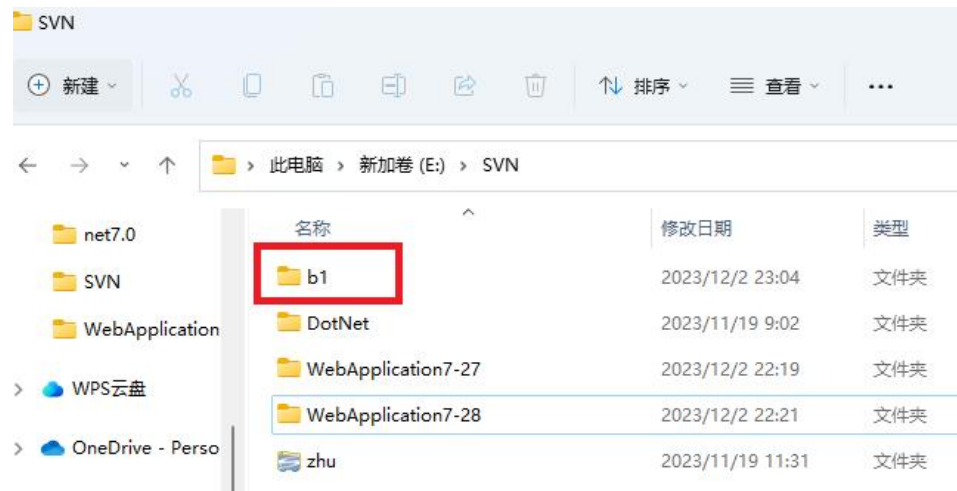 SVN
新建 排序 查看 ...
此电脑 › 新加卷 (E:) › SVN
名称 修改日期 类型
net7.0
SVN
WebApplication
WPS云盘
OneDrive - Perso
b1 2023/12/2 23:04 文件夹
DotNet 2023/11/19 9:02 文件夹
WebApplication7-27 2023/12/2 22:19 文件夹
WebApplication7-28 2023/12/2 22:21 文件夹
zhu 2023/11/19 11:31 文件夹